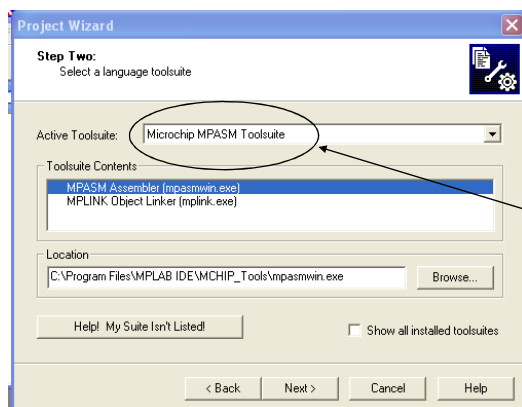 Project Wizard
Step Two:
Select a language toolsuite
Active Toolsuite: Microchip MPASM Toolsuite
Toolsuite Contents
MPASM Assembler (mpasmwin.exe)
MPLINK Object Linker (mplink.exe)
Location
C:\Program Files\MPLAB IDE\MCHIP_Tools\mpasmwin.exe Browse...
Help! My Suite Isn't Listed! Show all installed toolsuites
< Back Next > Cancel Help